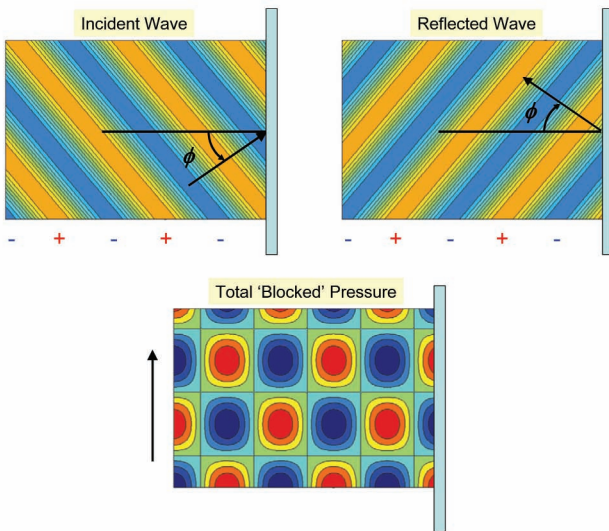 Incident Wave
Reflected Wave
ϕ
ϕ
- + - + -
- + - + -
Total ‘Blocked’ Pressure